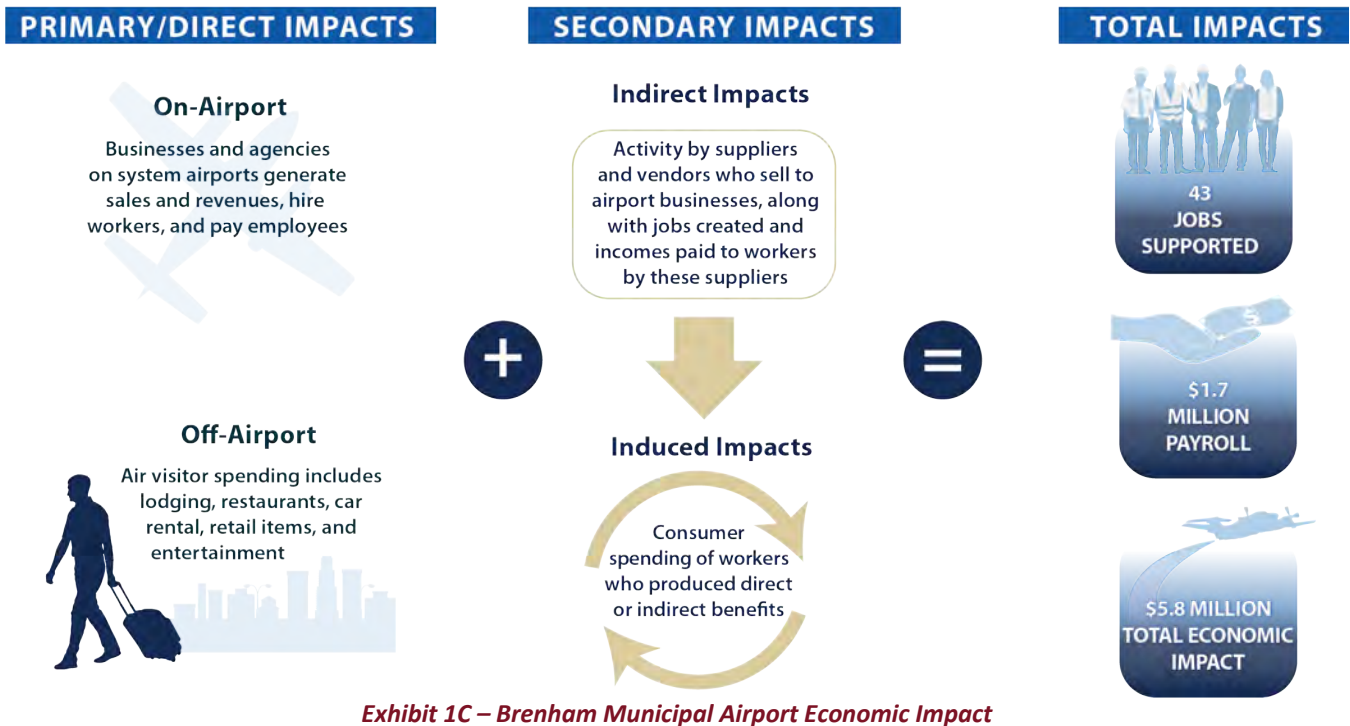 PRIMARY/DIRECT IMPACTS
On-Airport
Businesses and agencies
on system airports generate
sales and revenues, hire
workers, and pay employees
Off-Airport
Air visitor spending includes
lodging, restaurants, car
rental, retail items, and
entertainment
+
SECONDARY IMPACTS
Indirect Impacts
Activity by suppliers
and vendors who sell to
airport businesses, along
with jobs created and
incomes paid to workers
by these suppliers
Induced Impacts
Consumer
spending of workers
who produced direct
or indirect benefits
=
TOTAL IMPACTS
43
JOBS
SUPPORTED
$
$1.7
MILLION
PAYROLL
$5.8 MILLION
TOTAL ECONOMIC
IMPACT
Exhibit 1C – Brenham Municipal Airport Economic Impact